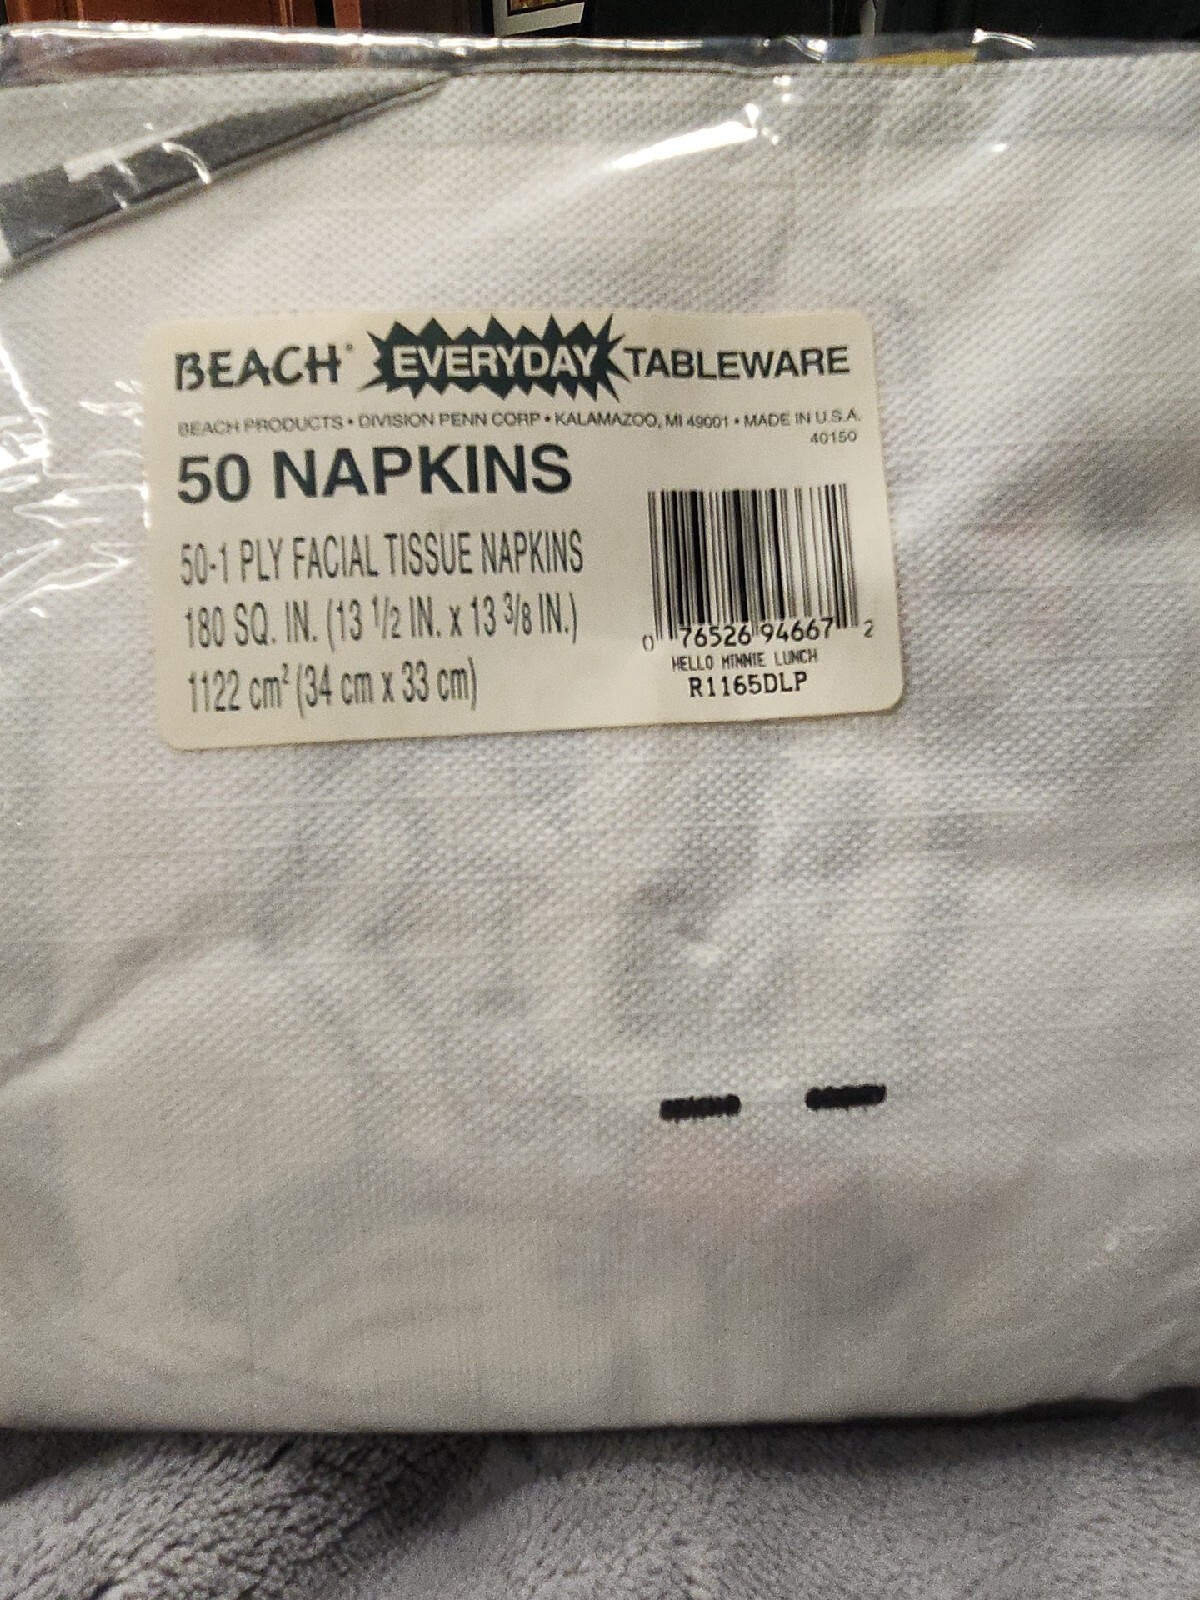 BEACH® EVERYDAY TABLEWARE
BEACH PRODUCTS • DIVISION PENN CORP • KALAMAZOO, MI 49001 • MADE IN U.S.A.
40150
50 NAPKINS
50-1 PLY FACIAL TISSUE NAPKINS
180 SQ. IN. (13 1/2 IN. x 13 3/8 IN.)
1122 cm² (34 cm x 33 cm)
0 76526 94667 2
HELLO MINNIE LUNCH
R1165DLP